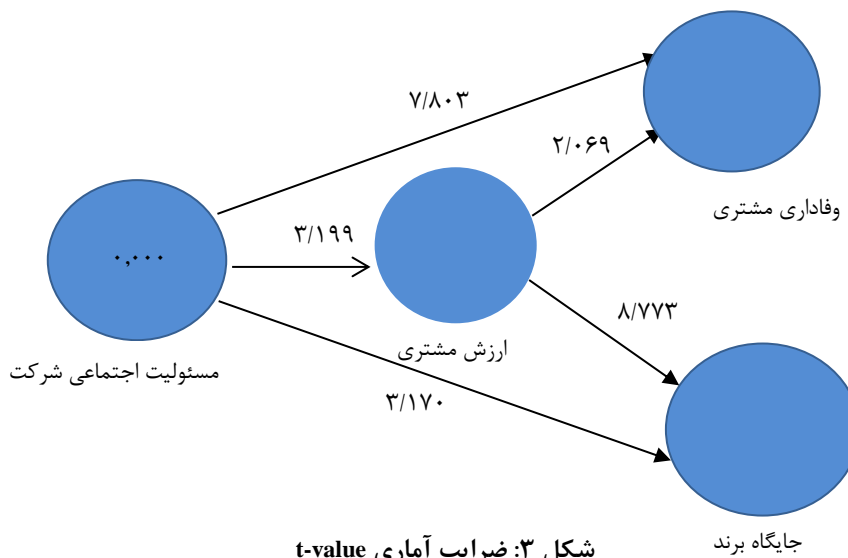 ۷/۸۰۳
۲/۰۶۹
وفاداری مشتری
۳/۱۹۹
۰,۰۰۰
ارزش مشتری
۸/۷۷۳
مسئولیت اجتماعی شرکت
۳/۱۷۰
جایگاه برند
شکل ۳: ضرایب آماری t-value